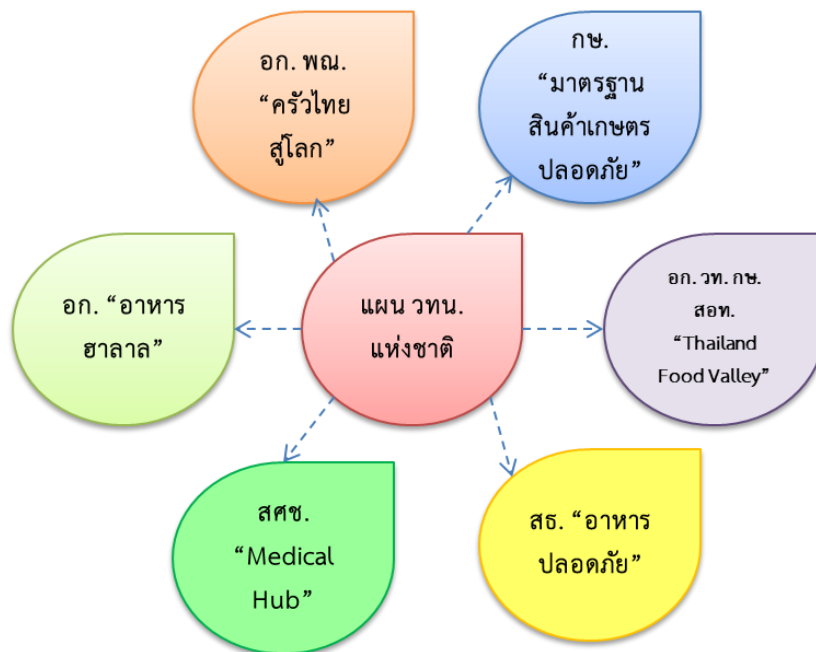 อก. พณ.
“ครัวไทย
สู่โลก”
กษ.
“มาตรฐาน
สินค้าเกษตร
ปลอดภัย”
อก. “อาหาร
ฮาลาล”
แผน วทน.
แห่งชาติ
อก. วท. กษ.
สอท.
“Thailand
Food Valley”
สศช.
“Medical
Hub”
สธ. “อาหาร
ปลอดภัย”